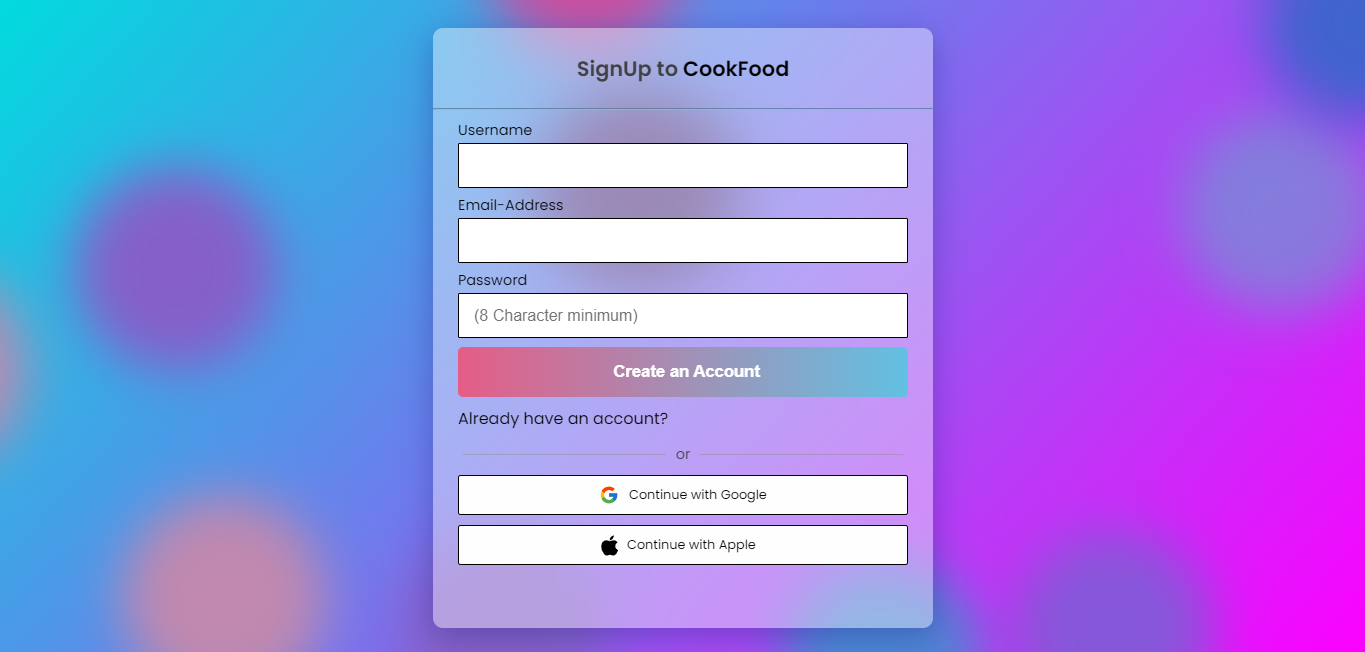 SignUp to CookFood
Username
Email-Address
Password
(8 Character minimum)
Create an Account
Already have an account?
or
Continue with Google
Continue with Apple